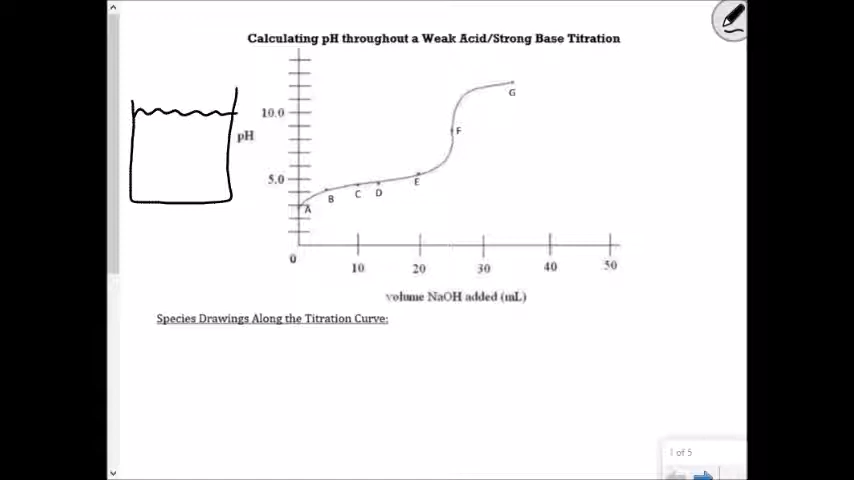 Calculating pH throughout a Weak Acid/Strong Base Titration
10.0
pH
5.0
A
B
C
D
E
F
G
0
10
20
30
40
50
volume NaOH added (mL)
Species Drawings Along the Titration Curve:
1 of 5